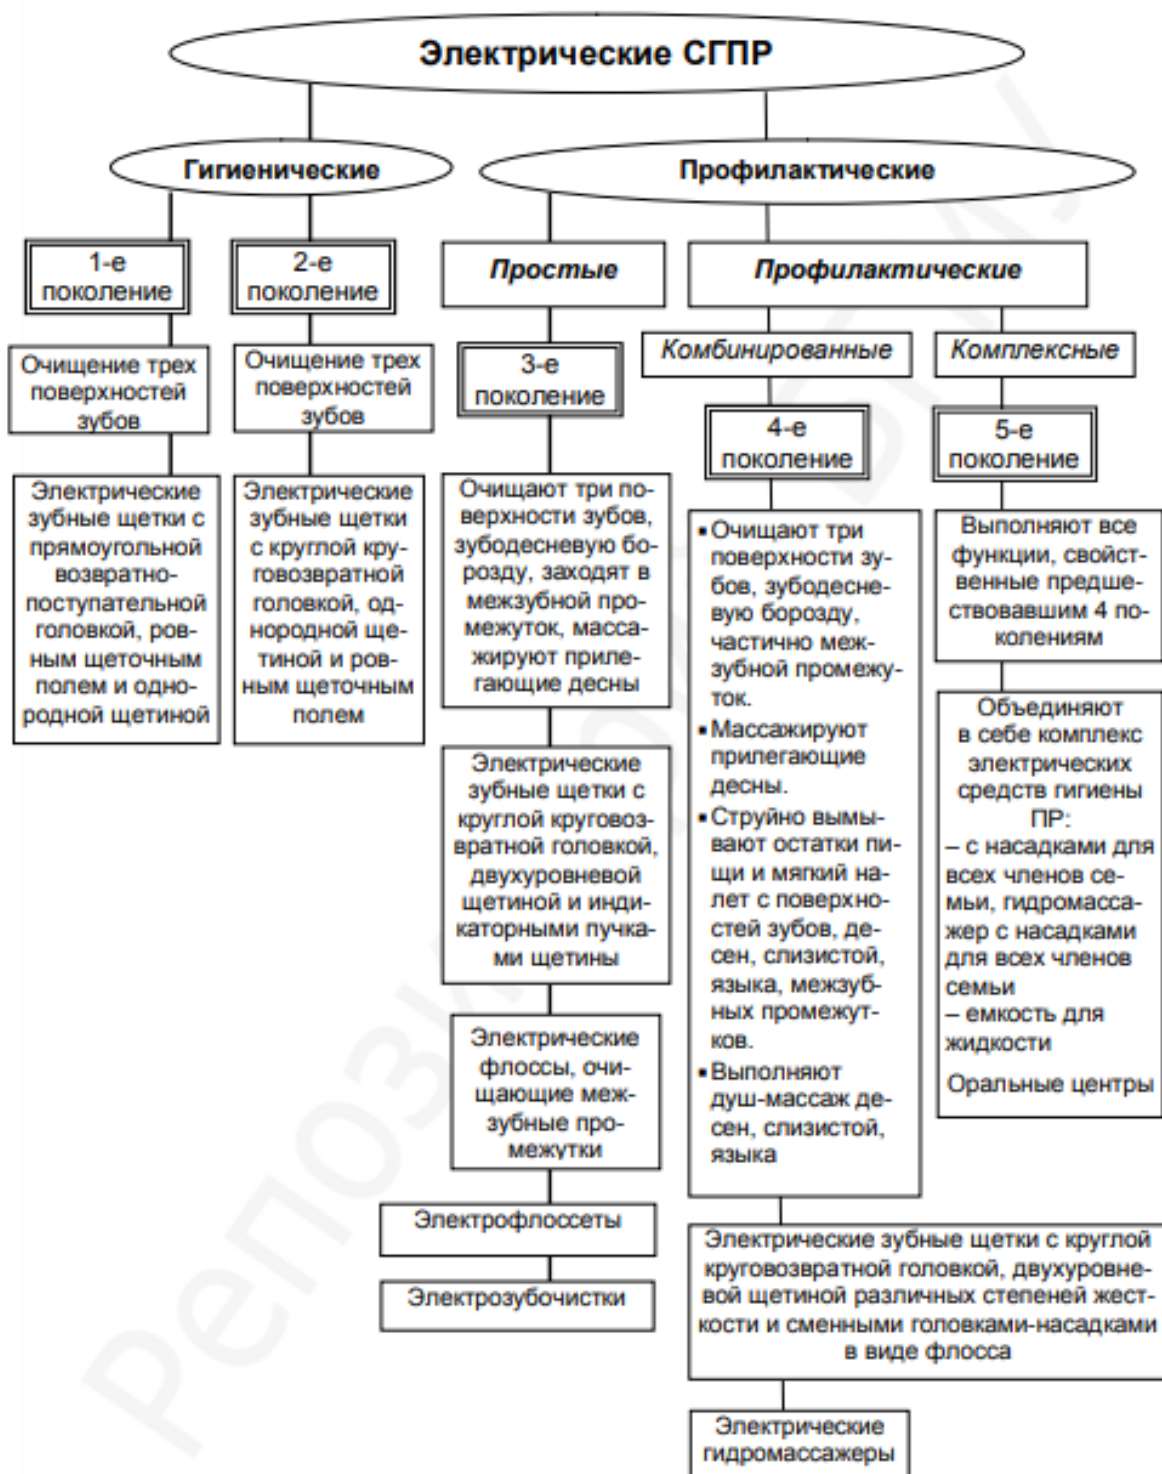 Электрические СГПР
Гигиенические
Профилактические
1-е
поколение
2-е
поколение
Простые
Профилактические
Очищение трех
поверхностей
зубов
Очищение трех
поверхностей
зубов
3-е
поколение
Комбинированные
Комплексные
4-е
поколение
5-е
поколение
Электрические
зубные щетки с
прямоугольной
возвратно-
поступательной
головкой, ров-
ным щеточным
полем и одно-
родной щетиной
Электрические
зубные щетки
с круглой кру-
говозвратной
головкой, од-
нородной ще-
тиной и ров-
ным щеточным
полем
Очищают три по-
верхности зубов,
зубодесневую бо-
розду, заходят в
межзубной про-
межуток, масса-
жируют приле-
гающие десны
Электрические
зубные щетки с
круглой круговоз-
вратной головкой,
двухуровневой
щетиной и инди-
каторными пучка-
ми щетины
Электрические
флоссы, очи-
щающие меж-
зубные про-
межутки
Электрофлоссеты
Электрозубочистки
▪ Очищают три
поверхности зу-
бов, зубодесне-
вую борозду,
частично меж-
зубной промежу-
ток.
▪ Массажируют
прилегающие
десны.
▪ Струйно вымы-
вают остатки пи-
щи и мягкий на-
лет с поверхно-
стей зубов, де-
сен, слизистой,
языка, межзуб-
ных промежут-
ков.
▪ Выполняют
душ-массаж де-
сен, слизистой,
языка
Электрические зубные щетки с круглой
круговозвратной головкой, двухуровне-
вой щетиной различных степеней жест-
кости и сменными головками-насадками
в виде флосса
Электрические
гидромассажеры
Выполняют все
функции, свойст-
венные предше-
ствовавшим 4 по-
колениям
Объединяют
в себе комплекс
электрических
средств гигиены
ПР:
– с насадками для
всех членов се-
мьи, гидромасса-
жер с насадками
для всех членов
семьи
– емкость для
жидкости
Оральные центры